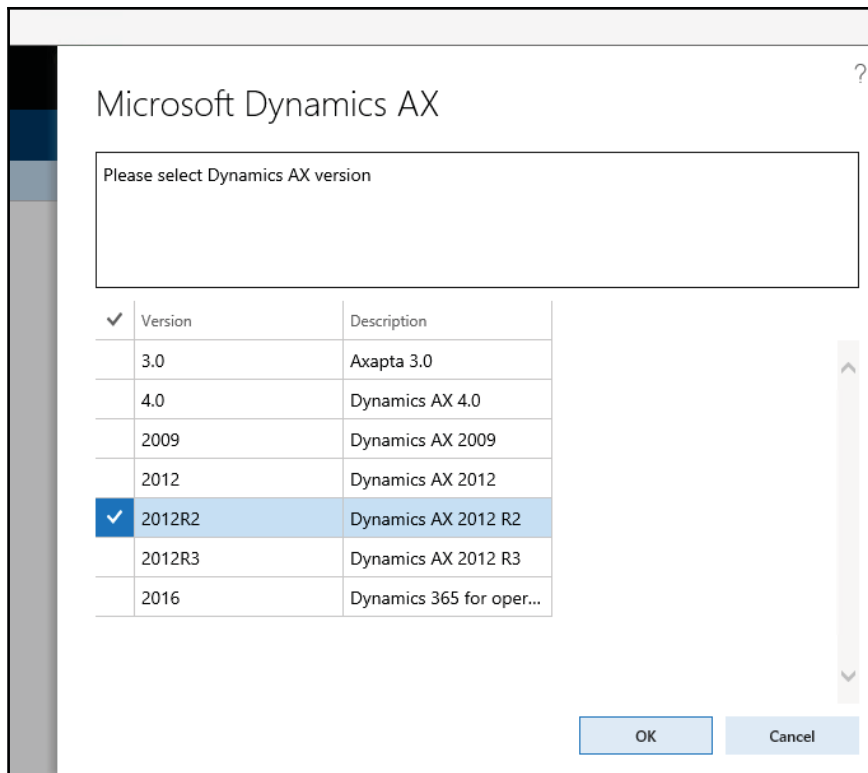 ?
Microsoft Dynamics AX
Please select Dynamics AX version
Version Description
3.0 Axapta 3.0
4.0 Dynamics AX 4.0
2009 Dynamics AX 2009
2012 Dynamics AX 2012
2012R2 Dynamics AX 2012 R2
2012R3 Dynamics AX 2012 R3
2016 Dynamics 365 for oper...
OK Cancel